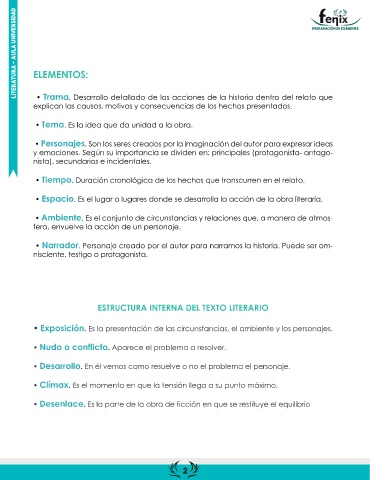 LITERATURA - AULA UNIVERSIDAD
fenix
PREPARACIÓN DE EXÁMENES
ELEMENTOS:
• Trama, Desarrollo detallado de las acciones de la historia dentro del relato que
explican las causas, motivos y consecuencias de los hechos presentados.
• Tema. Es la idea que da unidad a la obra.
• Personajes. Son los seres creados por la imaginación del autor para expresar ideas
y emociones. Según su importancia se dividen en: principales (protagonista- antago-
nista), secundarios e incidentales.
• Tiempo. Duración cronológica de los hechos que transcurren en el relato.
• Espacio. Es el lugar o lugares donde se desarrolla la acción de la obra literaria.
• Ambiente. Es el conjunto de circunstancias y relaciones que, a manera de atmos-
fera, envuelve la acción de un personaje.
• Narrador. Personaje creado por el autor para narrarnos la historia. Puede ser om-
nisciente, testigo o protagonista.
ESTRUCTURA INTERNA DEL TEXTO LITERARIO
• Exposición. Es la presentación de las circunstancias, el ambiente y los personajes.
• Nudo o conflicto. Aparece el problema a resolver.
• Desarrollo. En él vemos como resuelve o no el problema el personaje.
• Clímax. Es el momento en que la tensión llega a su punto máximo.
• Desenlace. Es la parte de la obra de ficción en que se restituye el equilibrio
2